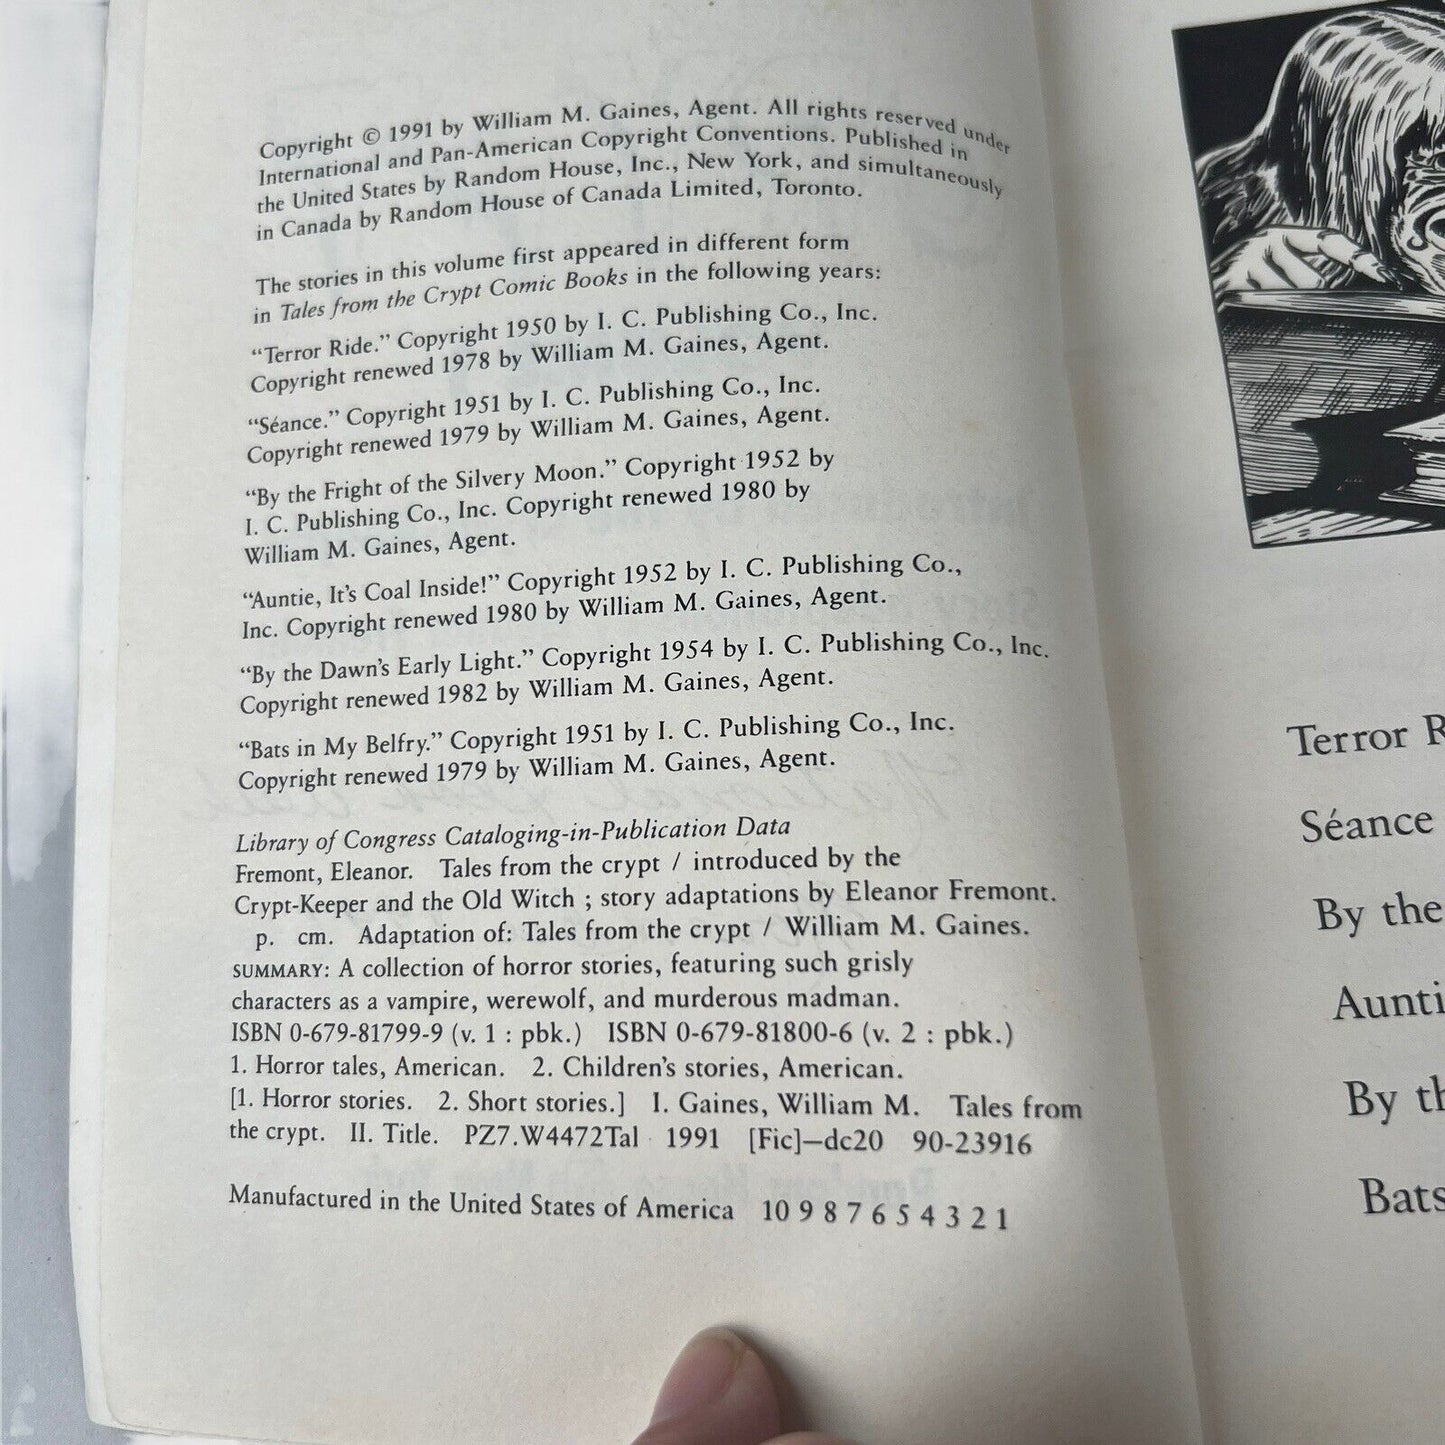 Copyright © 1991 by William M. Gaines, Agent. All rights reserved under
International and Pan-American Copyright Conventions. Published in
the United States by Random House, Inc., New York, and simultaneously
in Canada by Random House of Canada Limited, Toronto.
The stories in this volume first appeared in different form
in Tales from the Crypt Comic Books in the following years:
“Terror Ride.” Copyright 1950 by I. C. Publishing Co., Inc.
Copyright renewed 1978 by William M. Gaines, Agent.
“Séance.” Copyright 1951 by I. C. Publishing Co., Inc.
Copyright renewed 1979 by William M. Gaines, Agent.
“By the Fright of the Silvery Moon.” Copyright 1952 by
I. C. Publishing Co., Inc. Copyright renewed 1980 by
William M. Gaines, Agent.
“Auntie, It’s Coal Inside!” Copyright 1952 by I. C. Publishing Co.,
Inc. Copyright renewed 1980 by William M. Gaines, Agent.
“By the Dawn’s Early Light.” Copyright 1954 by I. C. Publishing Co., Inc.
Copyright renewed 1982 by William M. Gaines, Agent.
“Bats in My Belfry.” Copyright 1951 by I. C. Publishing Co., Inc.
Copyright renewed 1979 by William M. Gaines, Agent.
Library of Congress Cataloging-in-Publication Data
Fremont, Eleanor. Tales from the crypt / introduced by the
Crypt-Keeper and the Old Witch ; story adaptations by Eleanor Fremont.
p. cm. Adaptation of: Tales from the crypt / William M. Gaines.
SUMMARY: A collection of horror stories, featuring such grisly
characters as a vampire, werewolf, and murderous madman.
ISBN 0-679-81799-9 (v. 1 : pbk.) ISBN 0-679-81800-6 (v. 2 : pbk.)
1. Horror tales, American. 2. Children’s stories, American.
[1. Horror stories. 2. Short stories.] I. Gaines, William M. Tales from
the crypt. II. Title. PZ7.W4472Tal 1991 [Fic]—dc20 90-23916
Manufactured in the United States of America 10 9 8 7 6 5 4 3 2 1
Terror R
Séance
By the
Aunti
By th
Bats